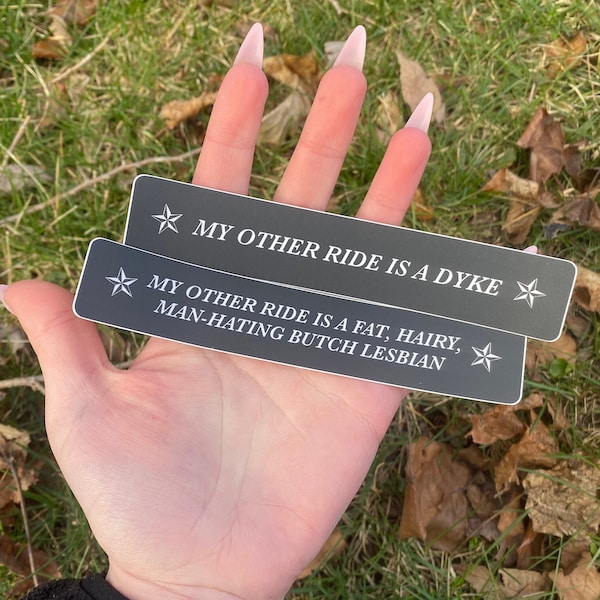 MY OTHER RIDE IS A DYKE
MY OTHER RIDE IS A FAT, HAIRY,
MAN-HATING BUTCH LESBIAN